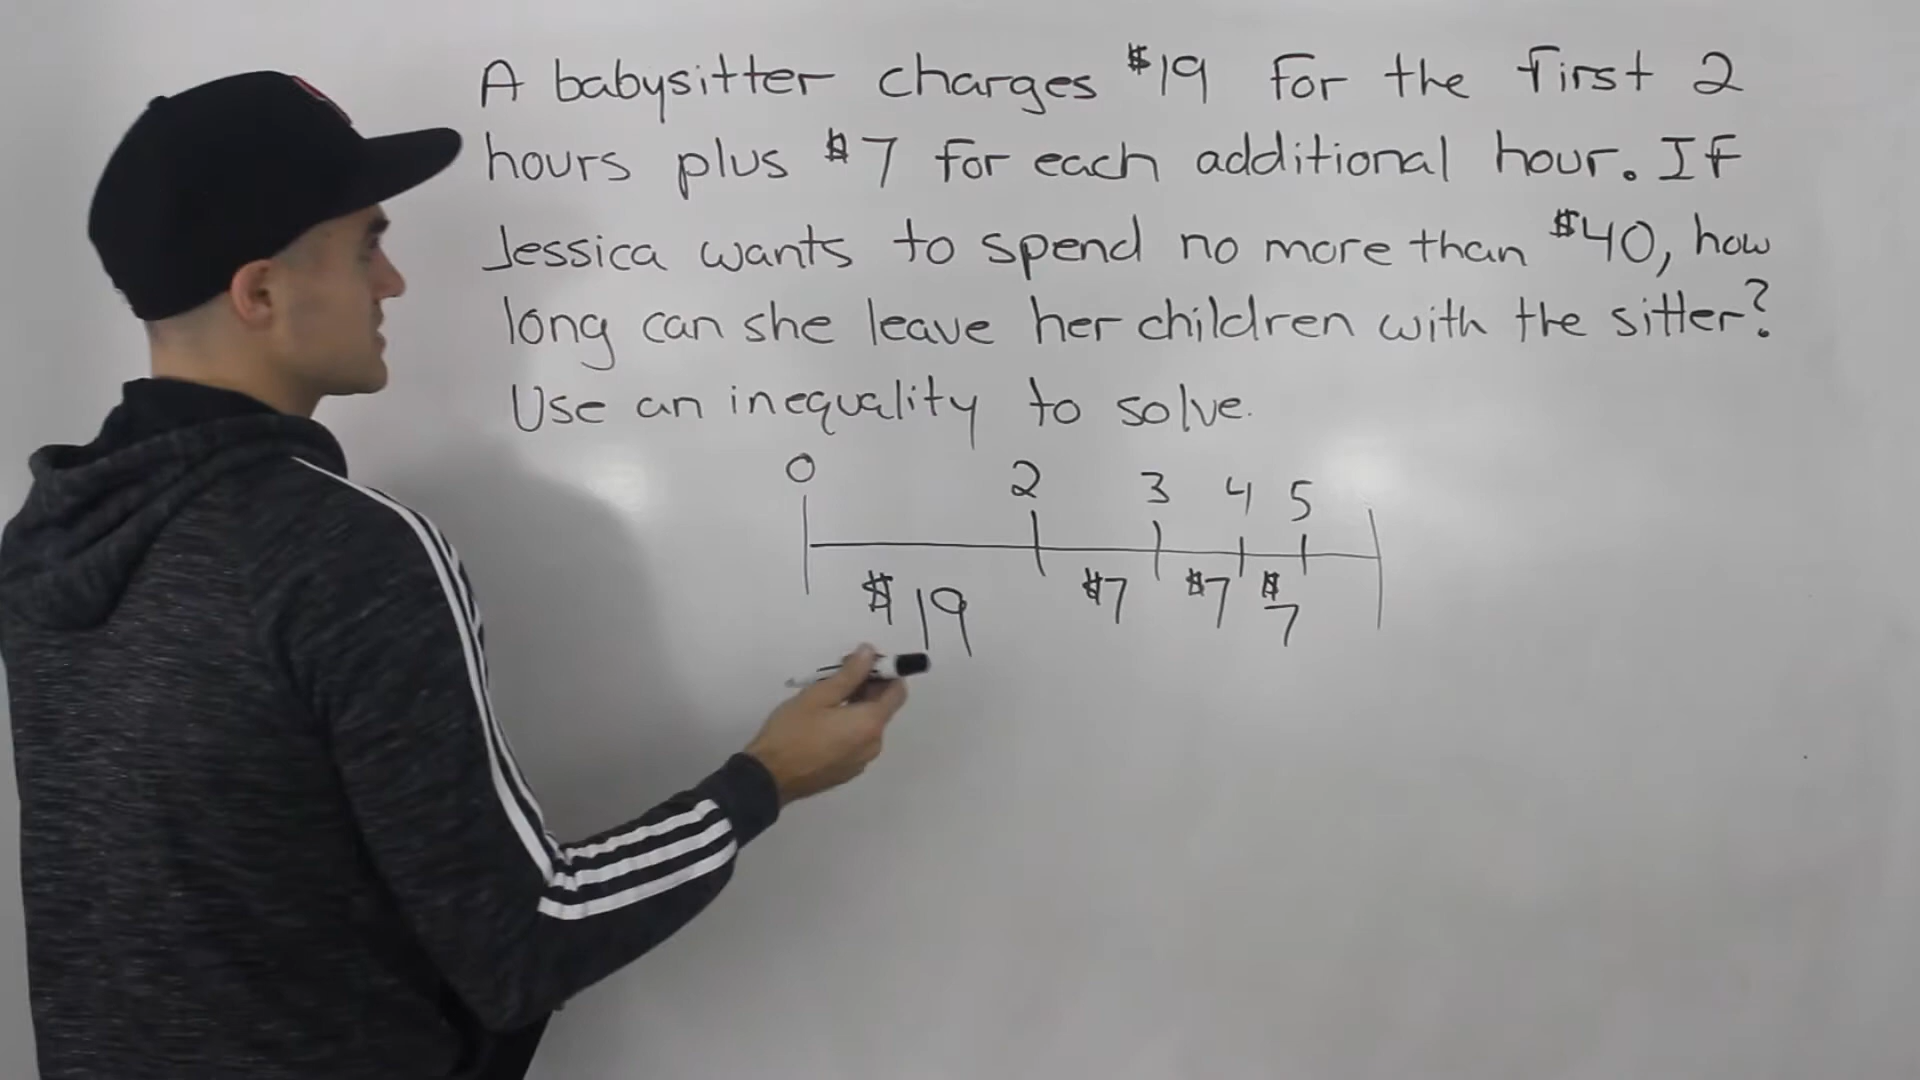 A babysitter charges $19 for the first 2
hours plus $7 for each additional hour. If
Jessica wants to spend no more than $40, how
long can she leave her children with the sitter?
Use an inequality to solve.
0 2 3 4 5
$19 $7 $7 $7